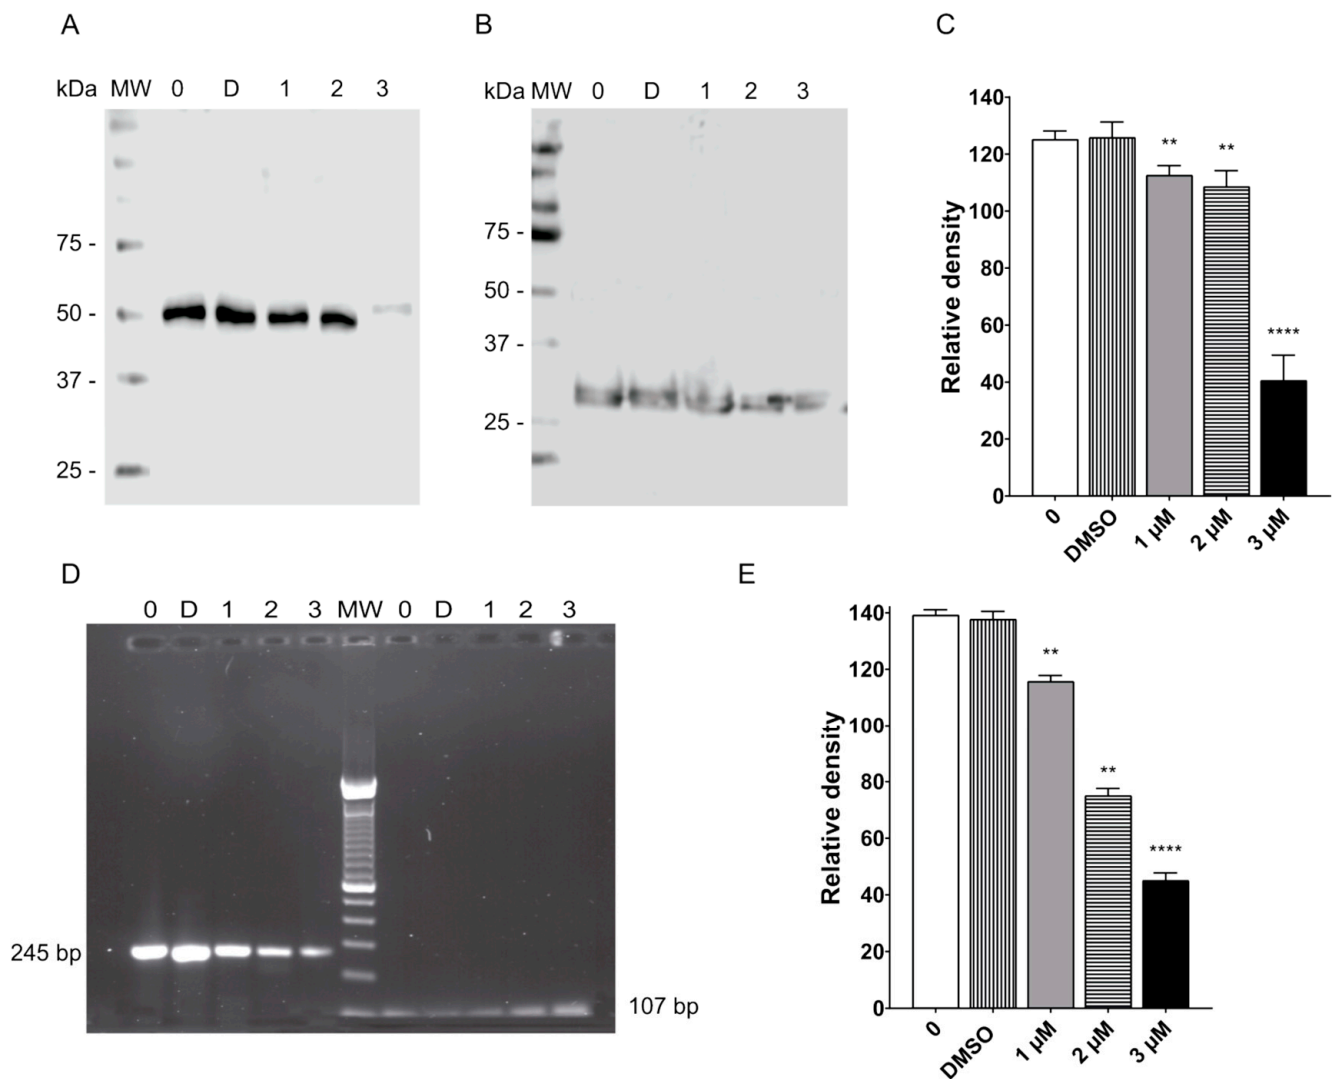 A
kDa MW 0 D 1 2 3
75 -
50 -
37 -
25 -
B
kDa MW 0 D 1 2 3
75 -
50 -
37 -
25 -
C
Relative density
140
120
100
80
60
40
20
0
**
**
****
0
DMSO
1 µM
2 µM
3 µM
D
0 D 1 2 3 MW 0 D 1 2 3
245 bp
107 bp
E
Relative density
140
120
100
80
60
40
20
0
**
**
****
0
DMSO
1 µM
2 µM
3 µM